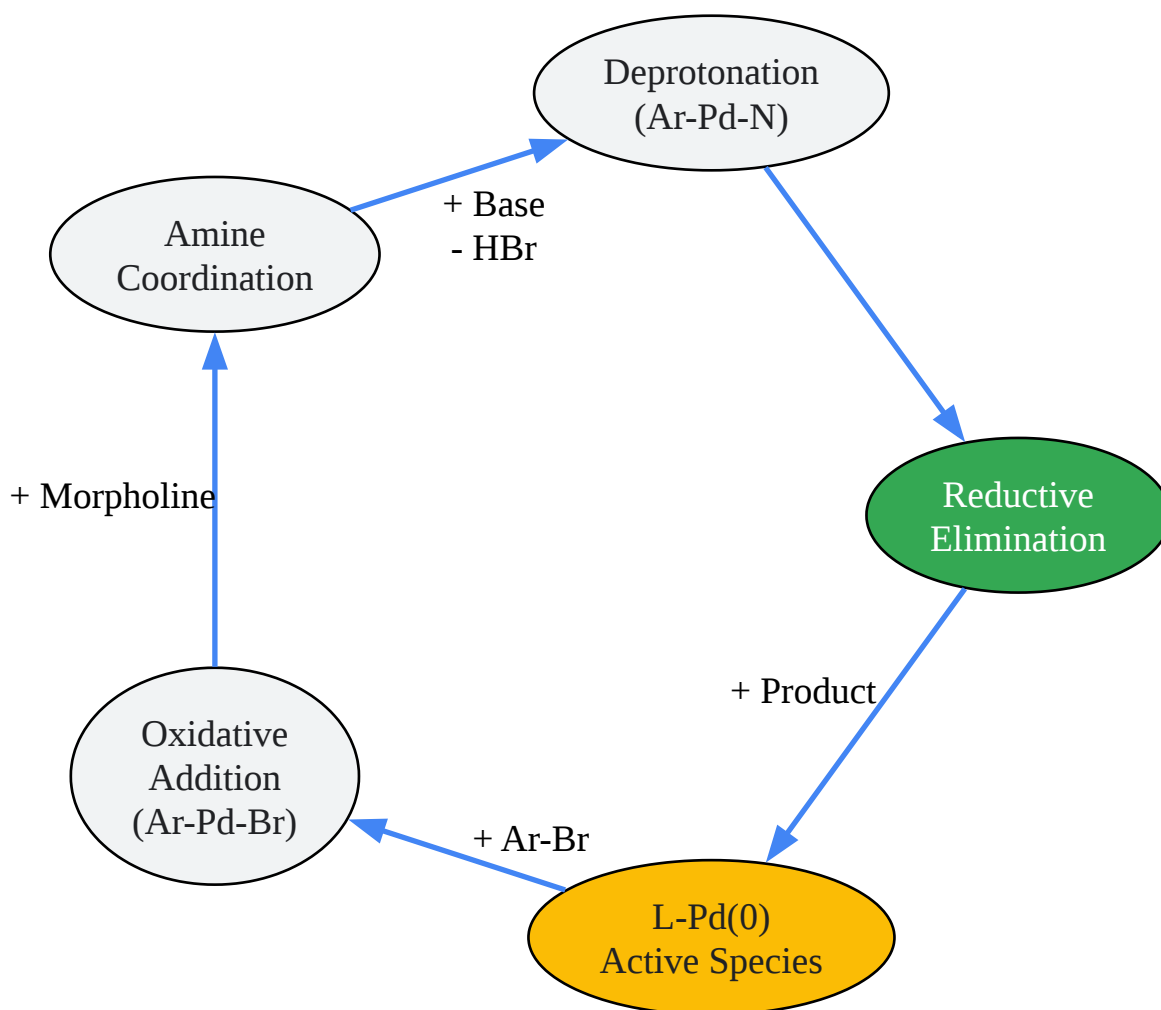 Deprotonation
(Ar-Pd-N)
+ Base
- HBr
Amine
Coordination
+ Morpholine
Reductive
Elimination
+ Product
Oxidative
Addition
(Ar-Pd-Br)
+ Ar-Br
L-Pd(0)
Active Species